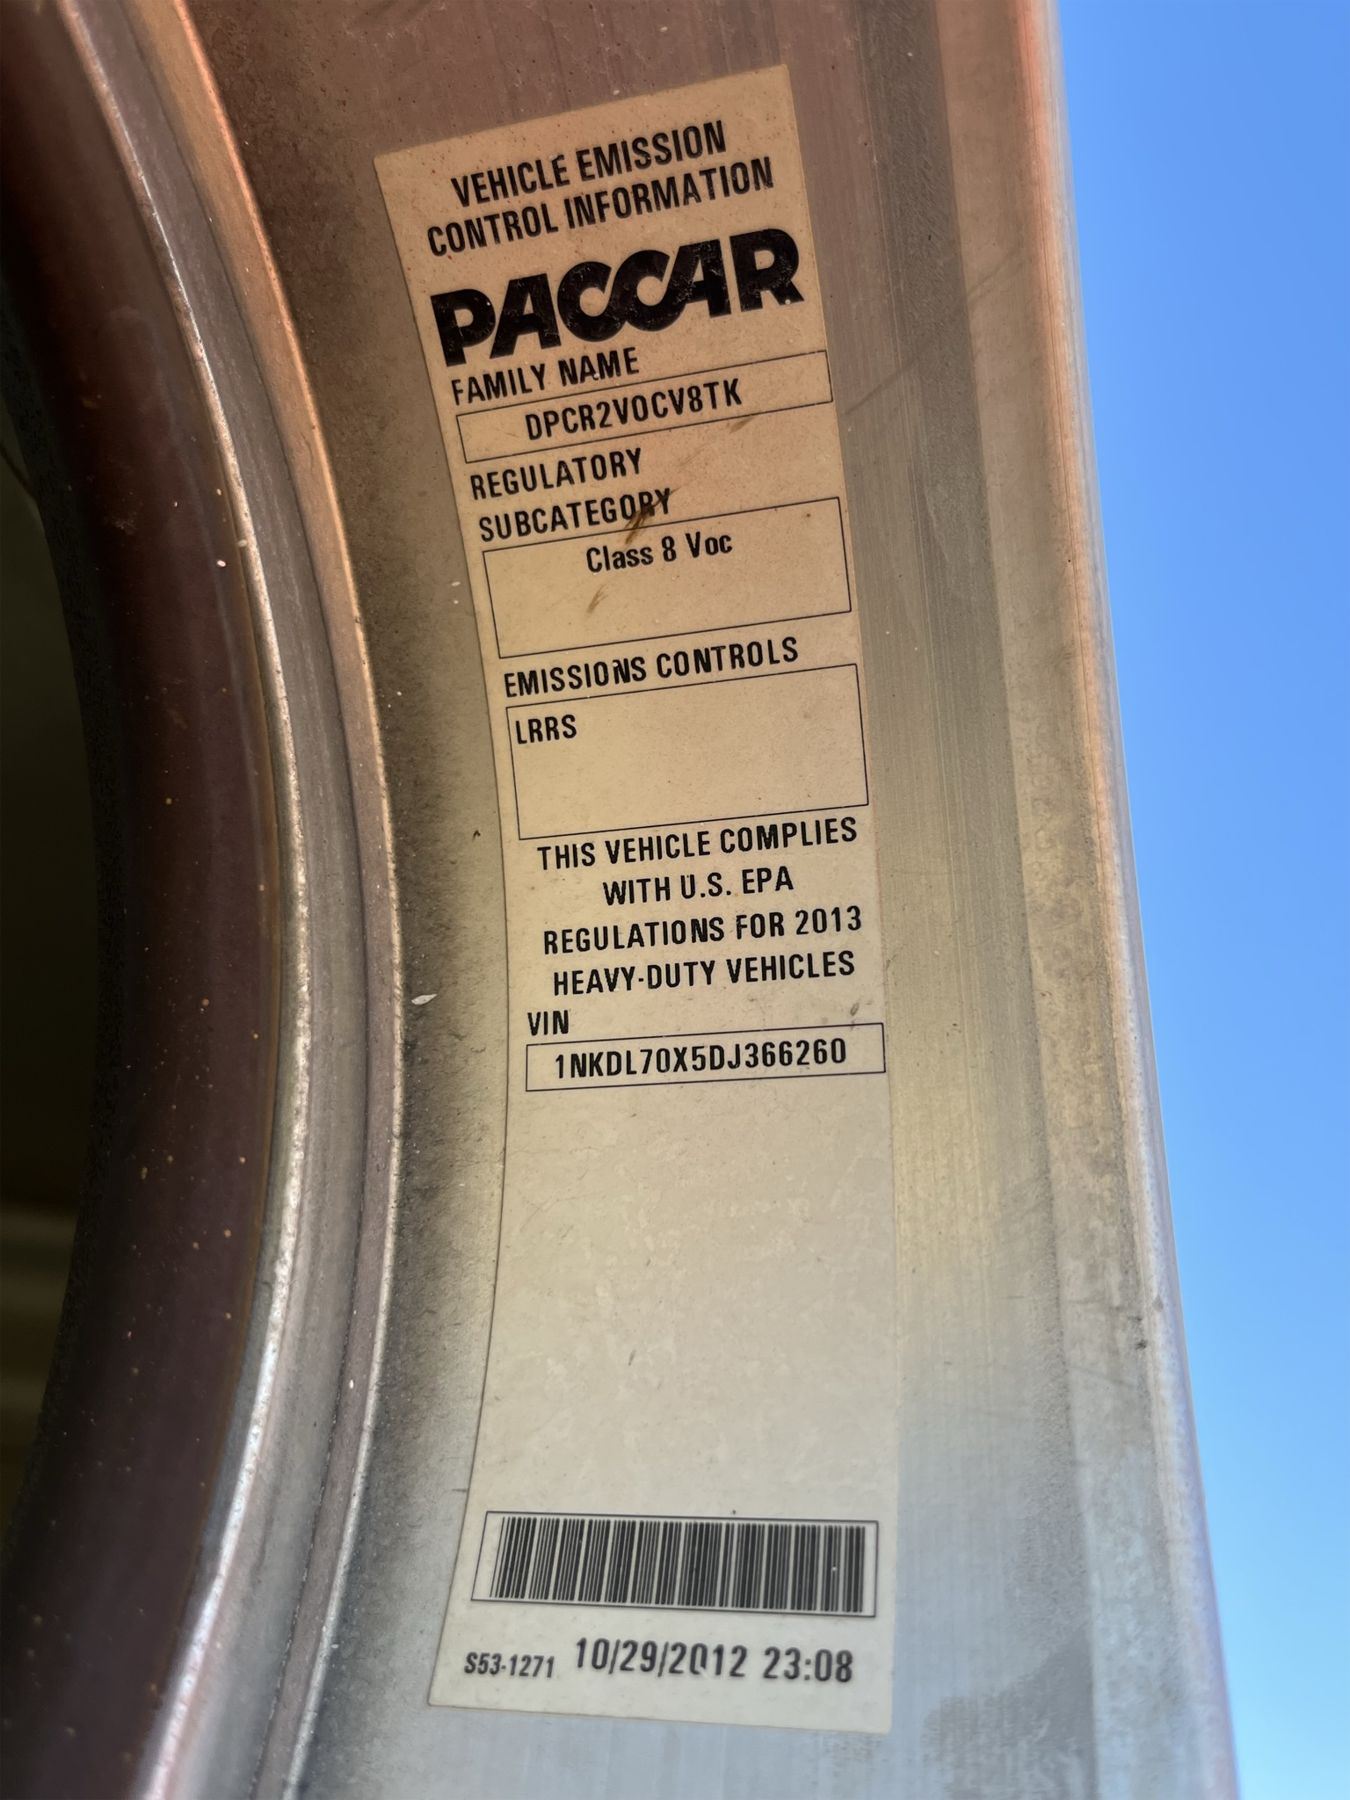 VEHICLE EMISSION
CONTROL INFORMATION
PACCAR
FAMILY NAME
DPCR2VOCV8TK
REGULATORY
SUBCATEGORY
Class 8 Voc
EMISSIONS CONTROLS
LRRS
THIS VEHICLE COMPLIES
WITH U.S. EPA
REGULATIONS FOR 2013
HEAVY-DUTY VEHICLES
VIN
1NKDL70X5DJ366260
S53-1271 10/29/2012 23:08